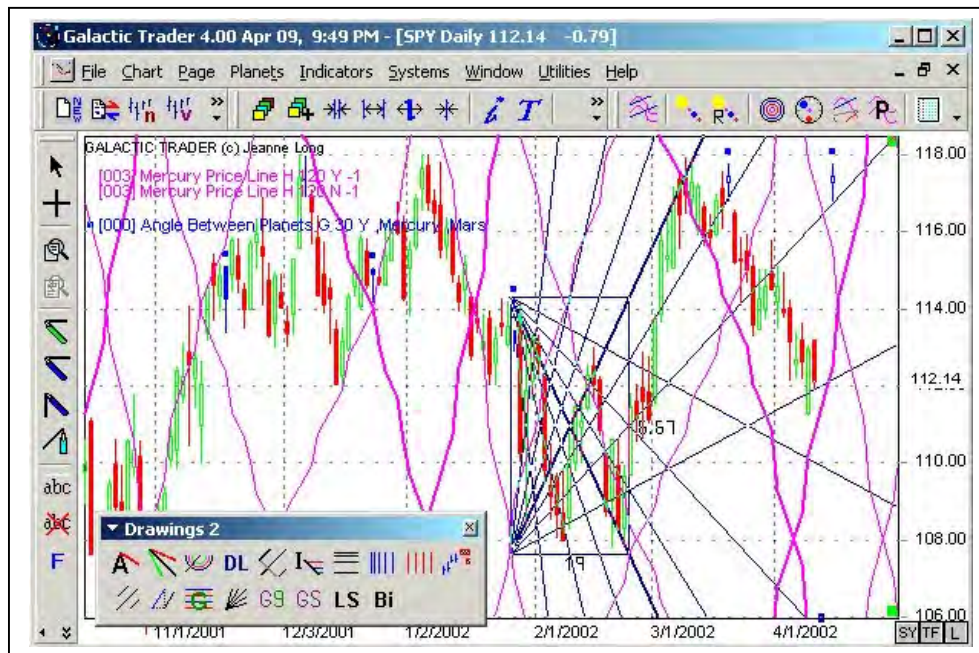 Galactic Trader 4.00 Apr 09, 9:49 PM - [SPY Daily 112.14 -0.79]
File Chart Page Planets Indicators Systems Window Utilities Help
n v » i T » R P
GALACTIC TRADER (c) Jeanne Long
[003] Mercury Price Line H 120 Y -1
[003] Mercury Price Line H 120 N -1
[000] Angle Between Planets G 30 Y ,Mercury ,Mars
118.00
116.00
114.00
112.14
110.00
108.00
106.00
6.67
19
abc
abc
F
Drawings 2
A DL I
G G9 GS LS Bi
11/1/2001 12/3/2001 1/2/2002 2/1/2002 3/1/2002 4/1/2002
SY TF L